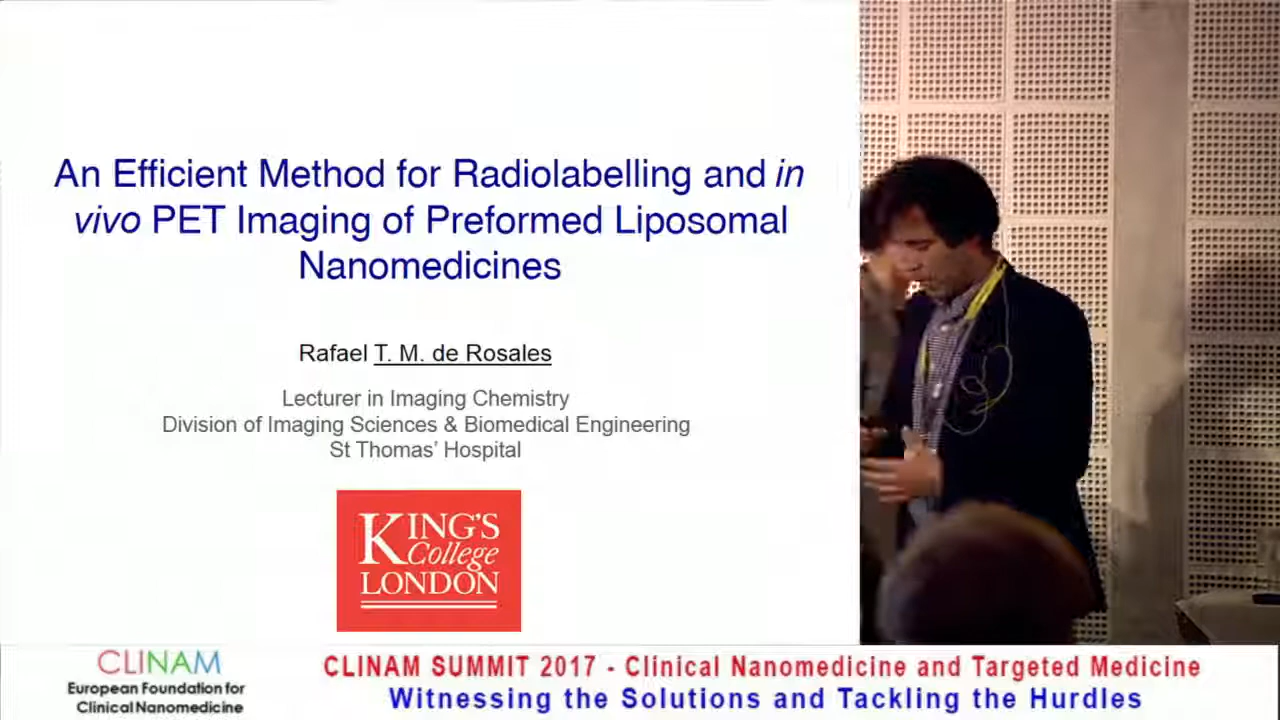 An Efficient Method for Radiolabelling and in
vivo PET Imaging of Preformed Liposomal
Nanomedicines
Rafael T. M. de Rosales
Lecturer in Imaging Chemistry
Division of Imaging Sciences & Biomedical Engineering
St Thomas' Hospital
KING'S
College
LONDON
CLINAM
European Foundation for
Clinical Nanomedicine
CLINAM SUMMIT 2017 - Clinical Nanomedicine and Targeted Medicine
Witnessing the Solutions and Tackling the Hurdles